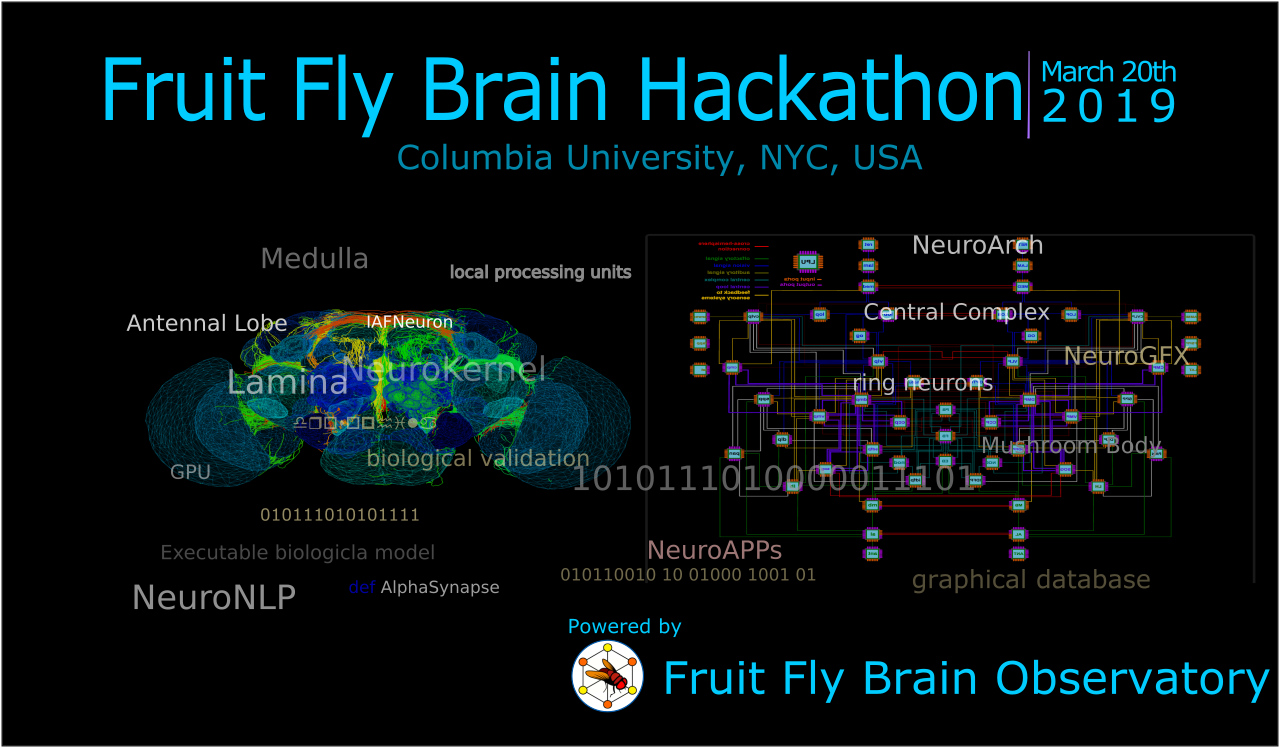 Fruit Fly Brain Hackathon
March 20th
2019
Columbia University, NYC, USA
Medulla
local processing units
NeuroArch
Antennal Lobe
IAFNeuron
Central Complex
NeuroKernel
Lamina
NeuroGFX
ring neurons
biological validation
Mushroom Body
GPU
1010111010000011101
010111010101111
Executable biologicla model
NeuroAPPs
010110010 10 01000 1001 01
graphical database
NeuroNLP
def AlphaSynapse
Powered by
Fruit Fly Brain Observatory
LPU